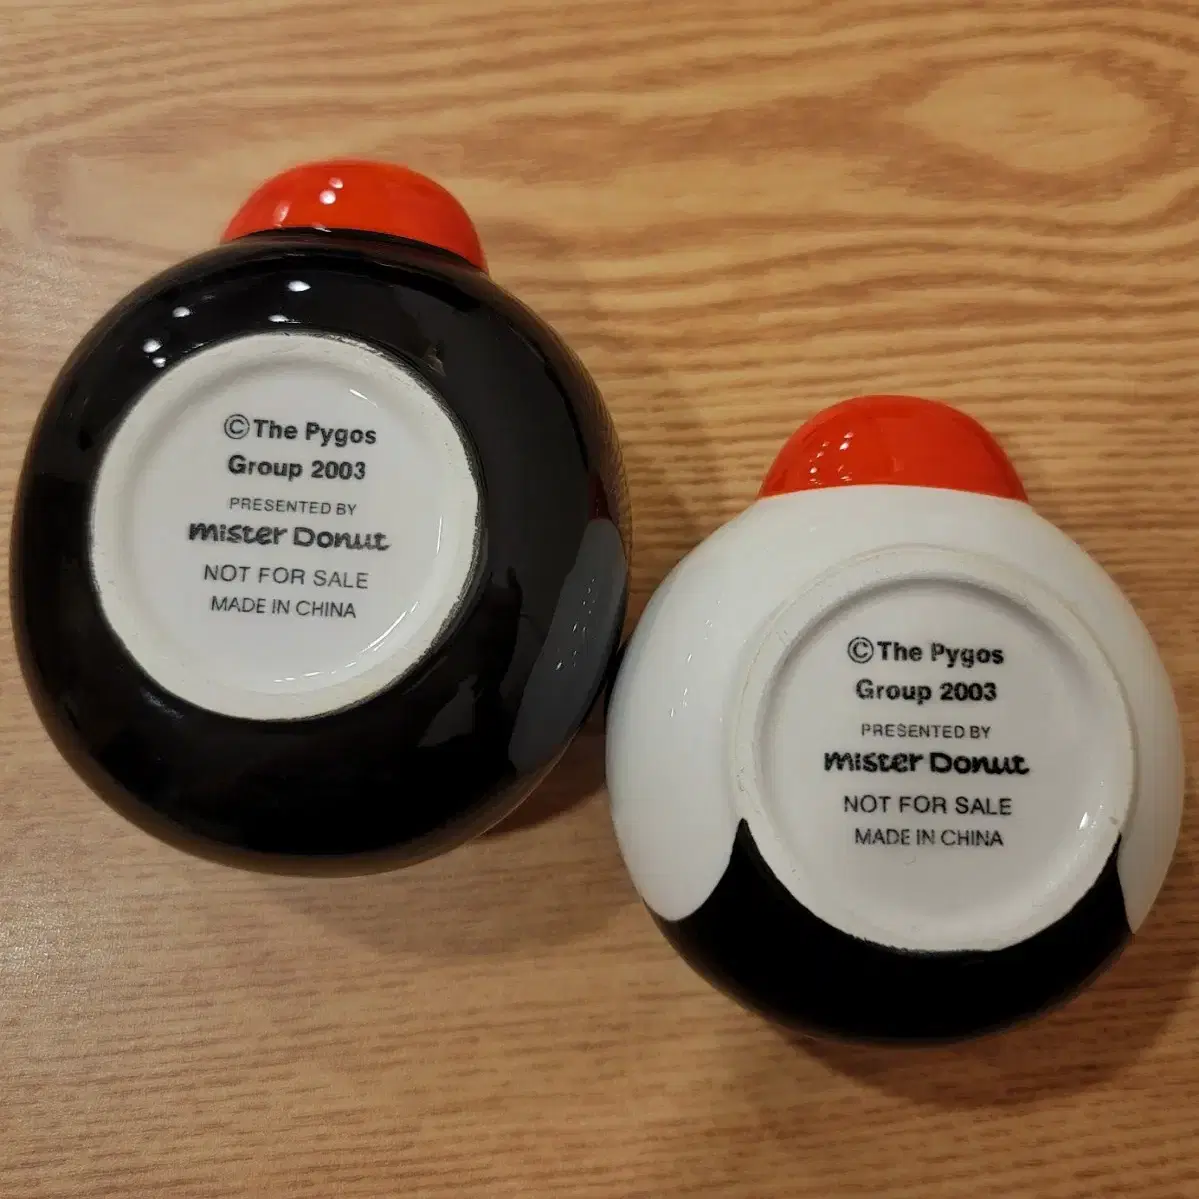 ©The Pygos
Group 2003
PRESENTED BY
mister Donut
NOT FOR SALE
MADE IN CHINA
©The Pygos
Group 2003
PRESENTED BY
mister Donut
NOT FOR SALE
MADE IN CHINA